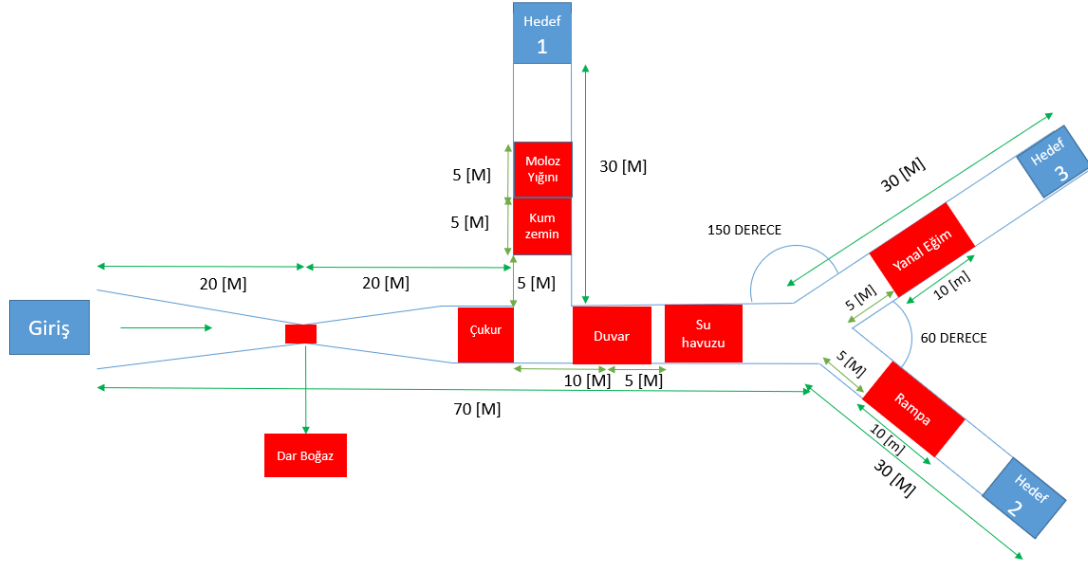 Hedef
1
Moloz
Yığını
5 [M]
30 [M]
Kum
zemin
5 [M]
5 [M]
20 [M]
20 [M]
Giriş
Çukur
Duvar
Su
havuzu
10 [M]
5 [M]
70 [M]
Dar Boğaz
150 DERECE
30 [M]
Hedef
3
Yanal Eğim
5 [M]
10 [m]
60 DERECE
5 [M]
Rampa
10 [m]
30 [M]
Hedef
2